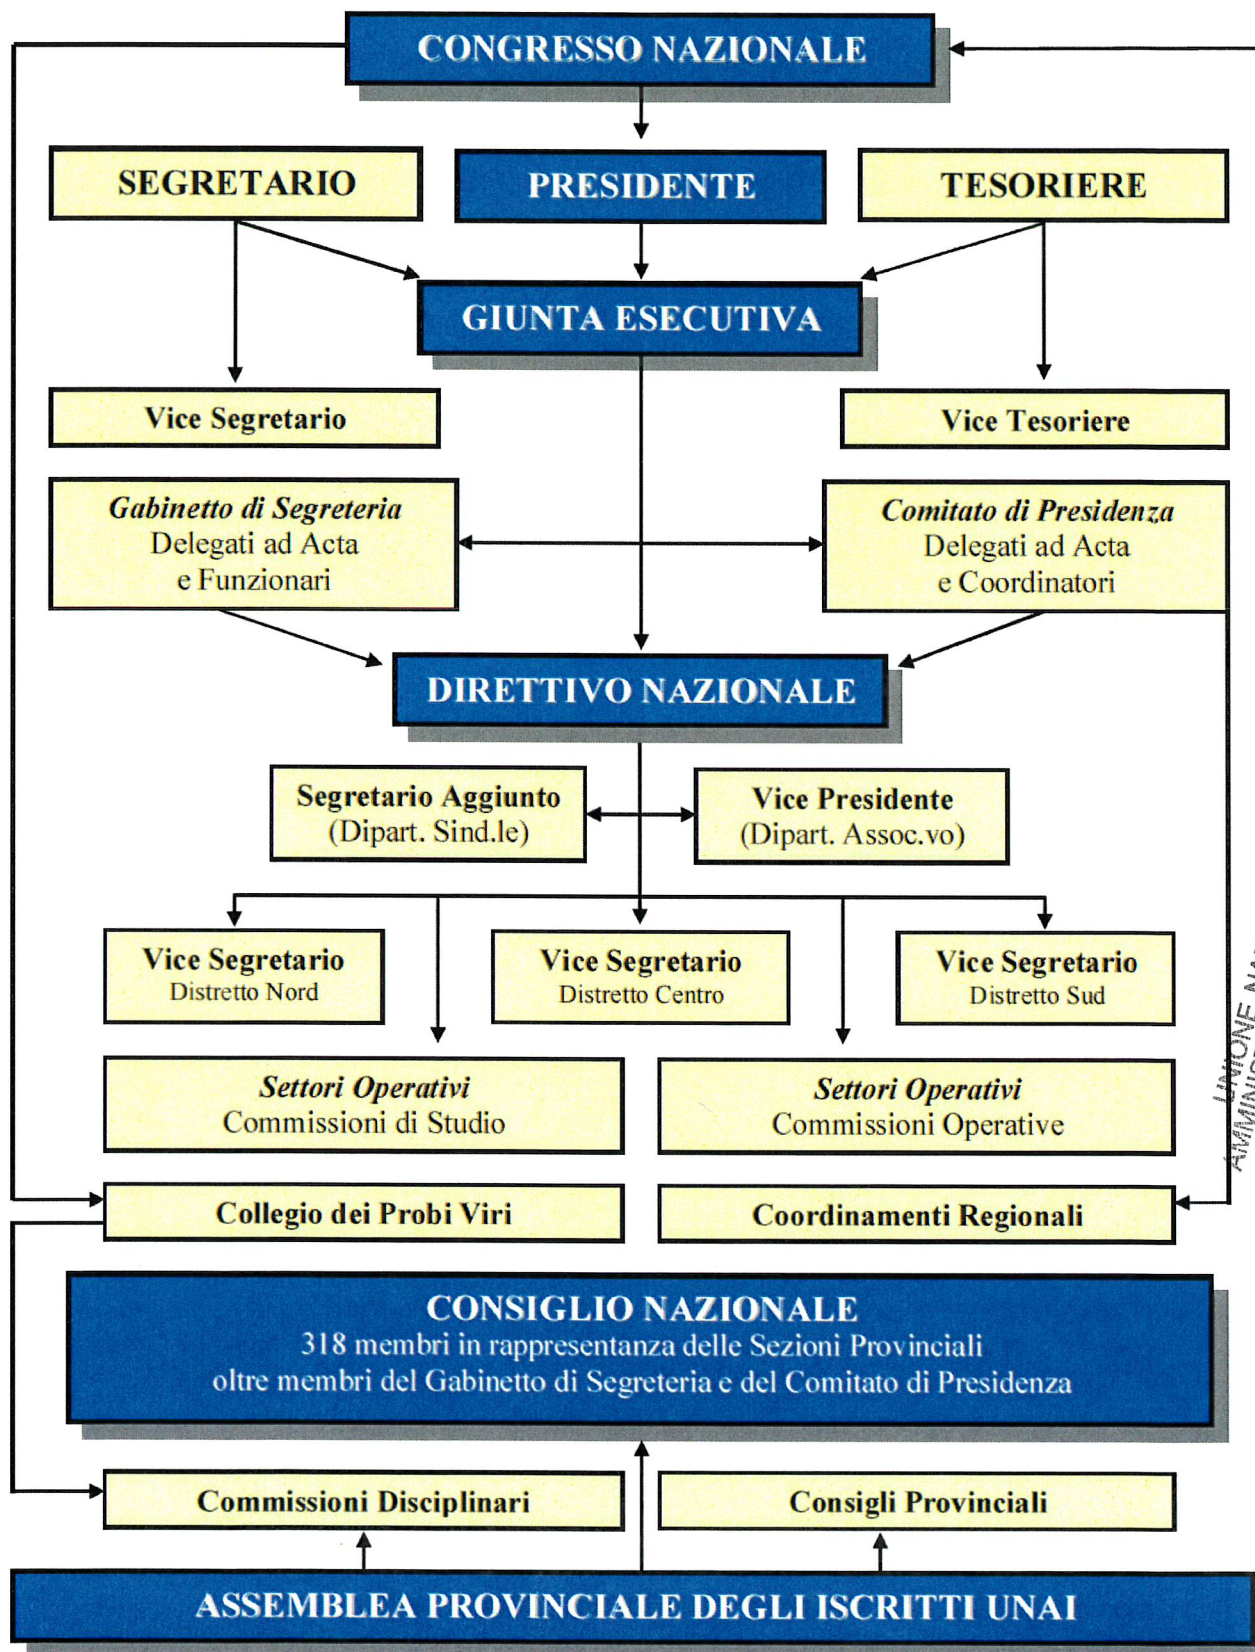 CONGRESSO NAZIONALE
SEGRETARIO
PRESIDENTE
TESORIERE
GIUNTA ESECUTIVA
Vice Segretario
Vice Tesoriere
Gabinetto di Segreteria
Delegati ad Acta
e Funzionari
Comitato di Presidenza
Delegati ad Acta
e Coordinatori
DIRETTIVO NAZIONALE
Segretario Aggiunto
(Dipart. Sind.le)
Vice Presidente
(Dipart. Assoc.vo)
Vice Segretario
Distretto Nord
Vice Segretario
Distretto Centro
Vice Segretario
Distretto Sud
Settori Operativi
Commissioni di Studio
Settori Operativi
Commissioni Operative
UNIONE
Collegio dei Probi Viri
Coordinamenti Regionali
CONSIGLIO NAZIONALE
318 membri in rappresentanza delle Sezioni Provinciali
oltre membri del Gabinetto di Segreteria e del Comitato di Presidenza
Commissioni Disciplinari
Consigli Provinciali
ASSEMBLEA PROVINCIALE DEGLI ISCRITTI UNAI